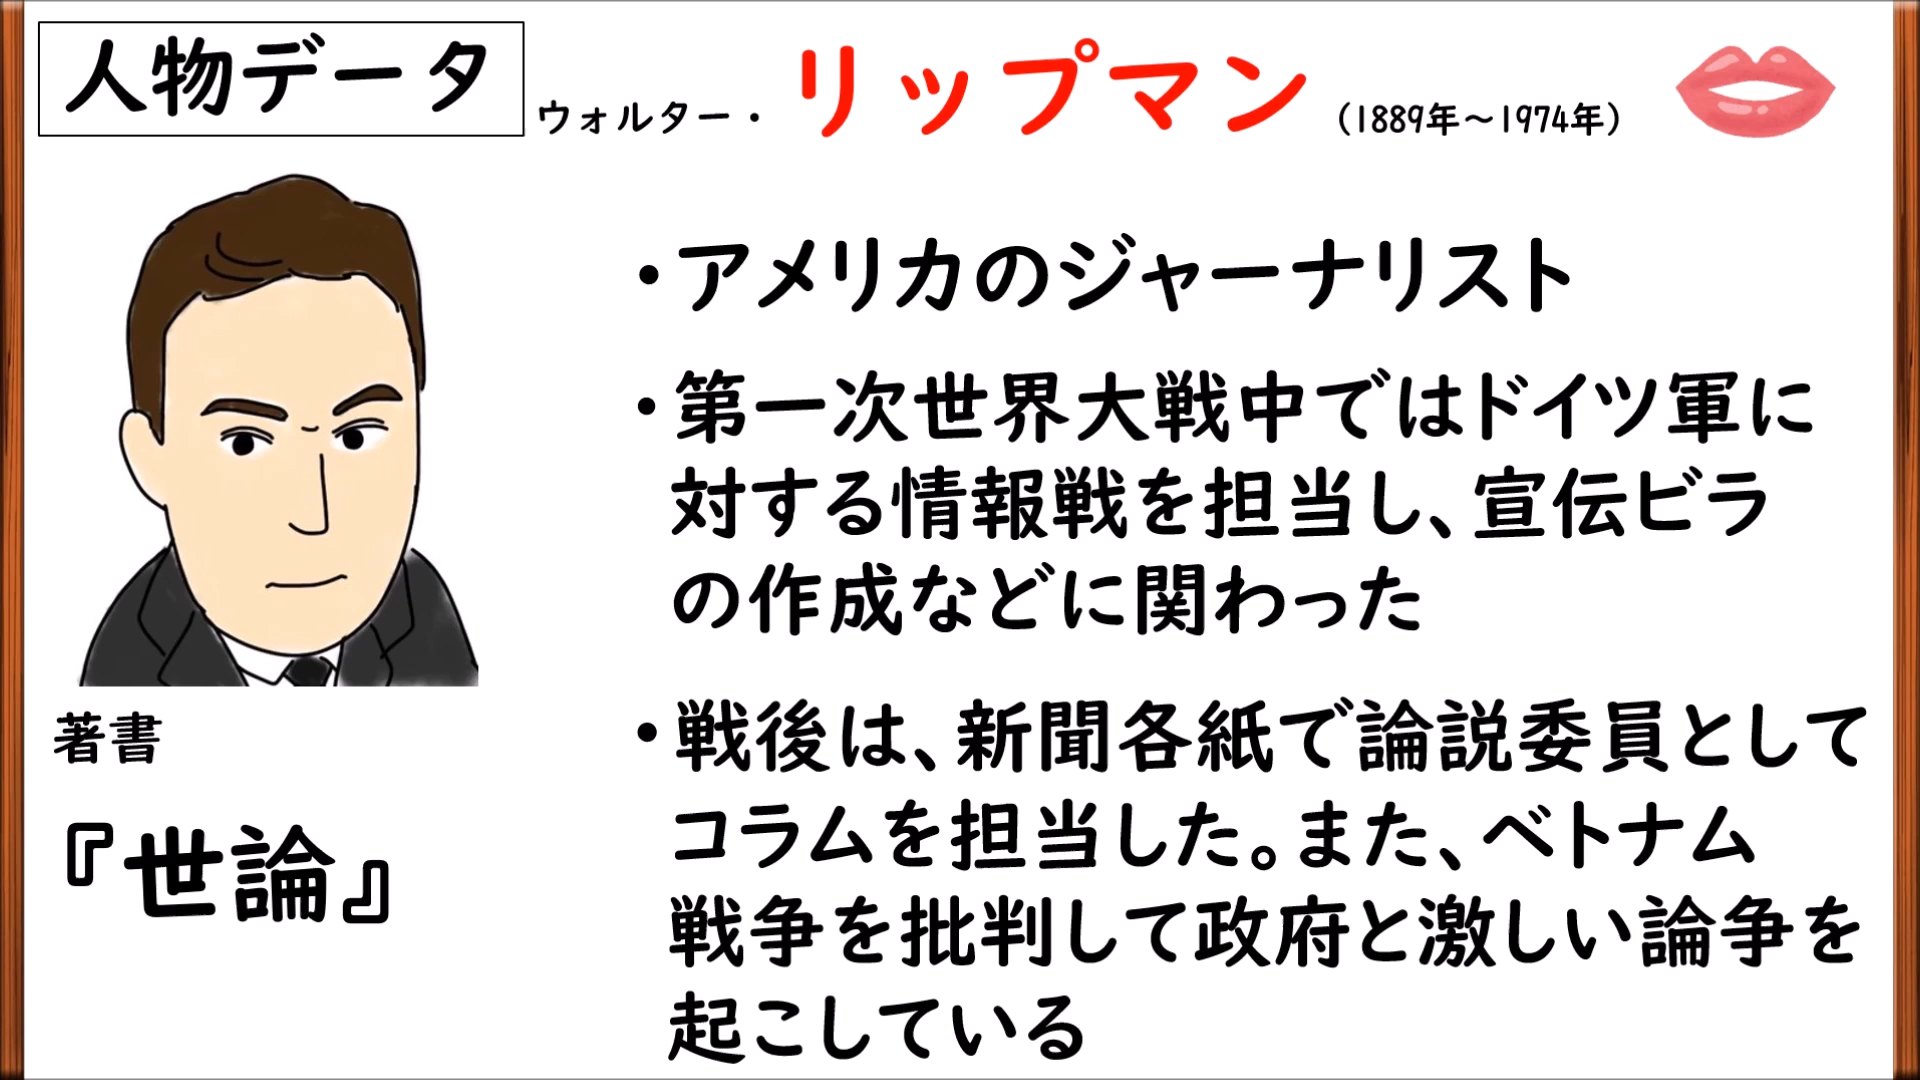 人物データ
ウォルター・リップマン（1889年～1974年）
・アメリカのジャーナリスト
・第一次世界大戦中ではドイツ軍に
対する情報戦を担当し、宣伝ビラ
の作成などに関わった
・戦後は、新聞各紙で論説委員として
コラムを担当した。また、ベトナム
戦争を批判して政府と激しい論争を
起こしている
著書
『世論』